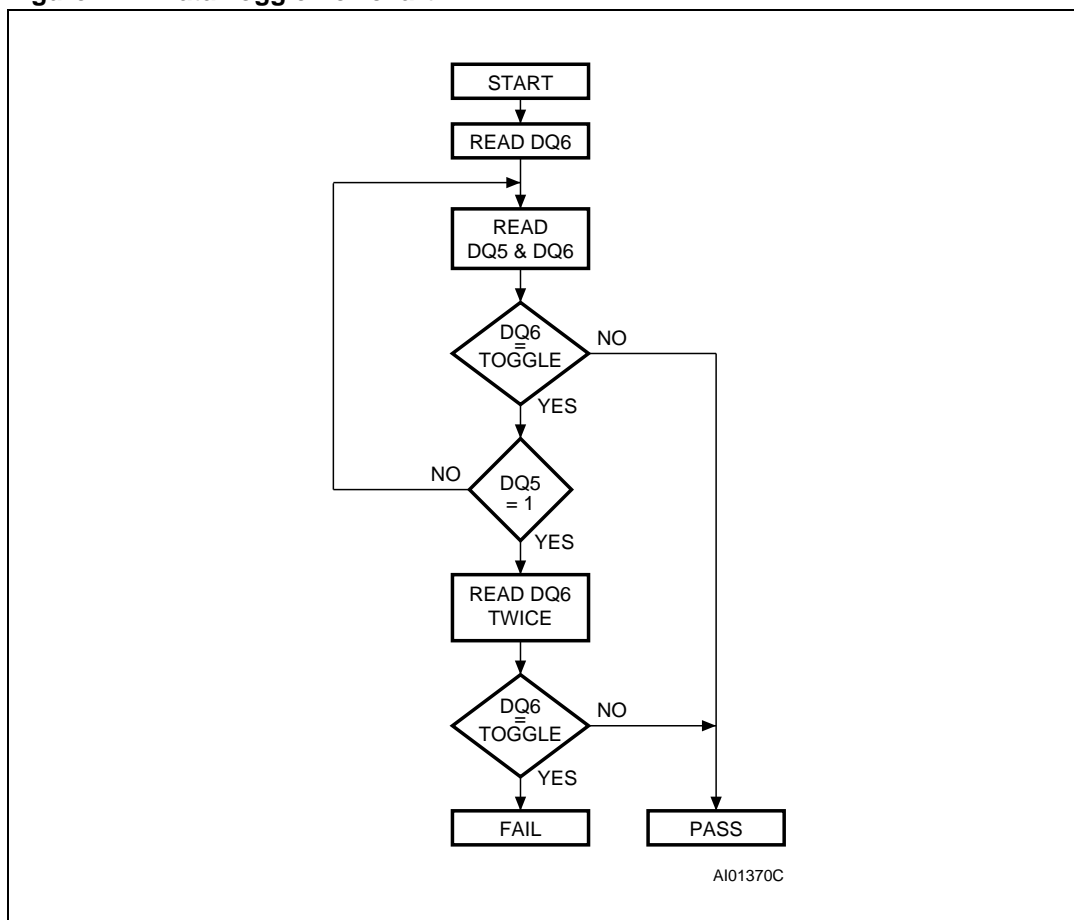 START
READ DQ6
READ
DQ5 & DQ6
DQ6
=
TOGGLE
NO
YES
NO
DQ5
= 1
YES
READ DQ6
TWICE
DQ6
=
TOGGLE
NO
YES
FAIL
PASS
AI01370C